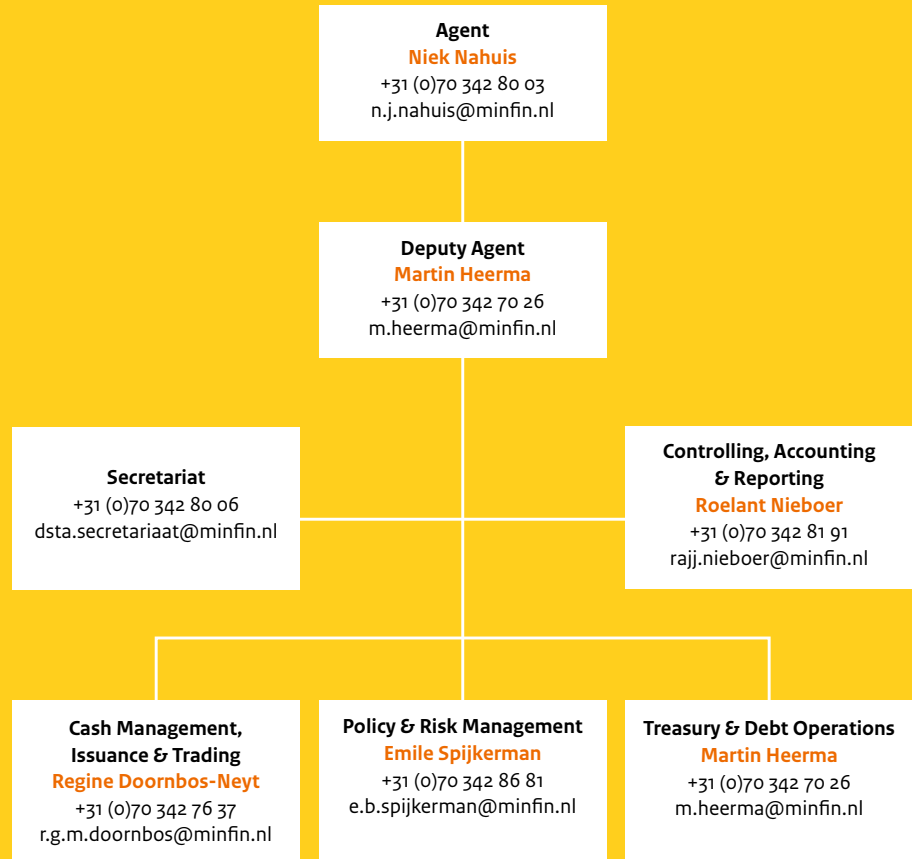 Agent
Niek Nahuis
+31 (0)70 342 80 03
n.j.nahuis@minfin.nl
Deputy Agent
Martin Heerma
+31 (0)70 342 70 26
m.heerma@minfin.nl
Secretariat
+31 (0)70 342 80 06
dsta.secretariaat@minfin.nl
Controlling, Accounting
& Reporting
Roelant Nieboer
+31 (0)70 342 81 91
rajj.nieboer@minfin.nl
Cash Management,
Issuance & Trading
Regine Doornbos-Neyt
+31 (0)70 342 76 37
r.g.m.doornbos@minfin.nl
Policy & Risk Management
Emile Spijkerman
+31 (0)70 342 86 81
e.b.spijkerman@minfin.nl
Treasury & Debt Operations
Martin Heerma
+31 (0)70 342 70 26
m.heerma@minfin.nl